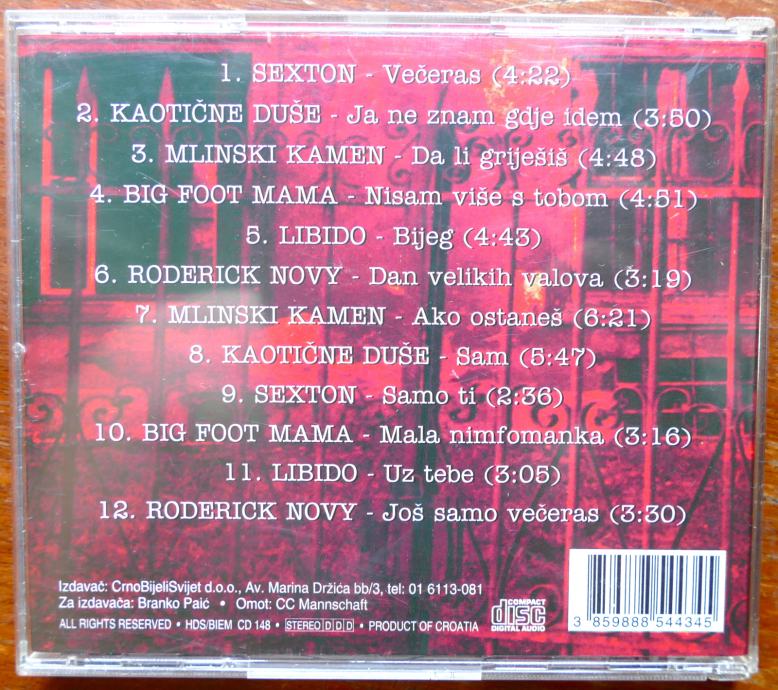 1. SEXTON - Večeras (4:22)
2. KAOTIČNE DUŠE - Ja ne znam gdje idem (3:50)
3. MLINSKI KAMEN - Da li griješiš (4:48)
4. BIG FOOT MAMA - Nisam više s tobom (4:51)
5. LIBIDO - Bijeg (4:43)
6. RODERICK NOVY - Dan velikih valova (3:19)
7. MLINSKI KAMEN - Ako ostaneš (6:21)
8. KAOTIČNE DUŠE - Sam (5:47)
9. SEXTON - Samo ti (2:36)
10. BIG FOOT MAMA - Mala nimfomanka (3:16)
11. LIBIDO - Uz tebe (3:05)
12. RODERICK NOVY - Još samo večeras (3:30)
Izdavač: CrnoBijeliSvijet d.o.o., Av. Marina Držića bb/3, tel: 01 6113-081
Za izdavača: Branko Paić • Omot: CC Mannschaft
ALL RIGHTS RESERVED • HDS/BIEM CD 148 • STEREO DDD • PRODUCT OF CROATIA
COMPACT
disc
DIGITAL AUDIO
3 859888 544345